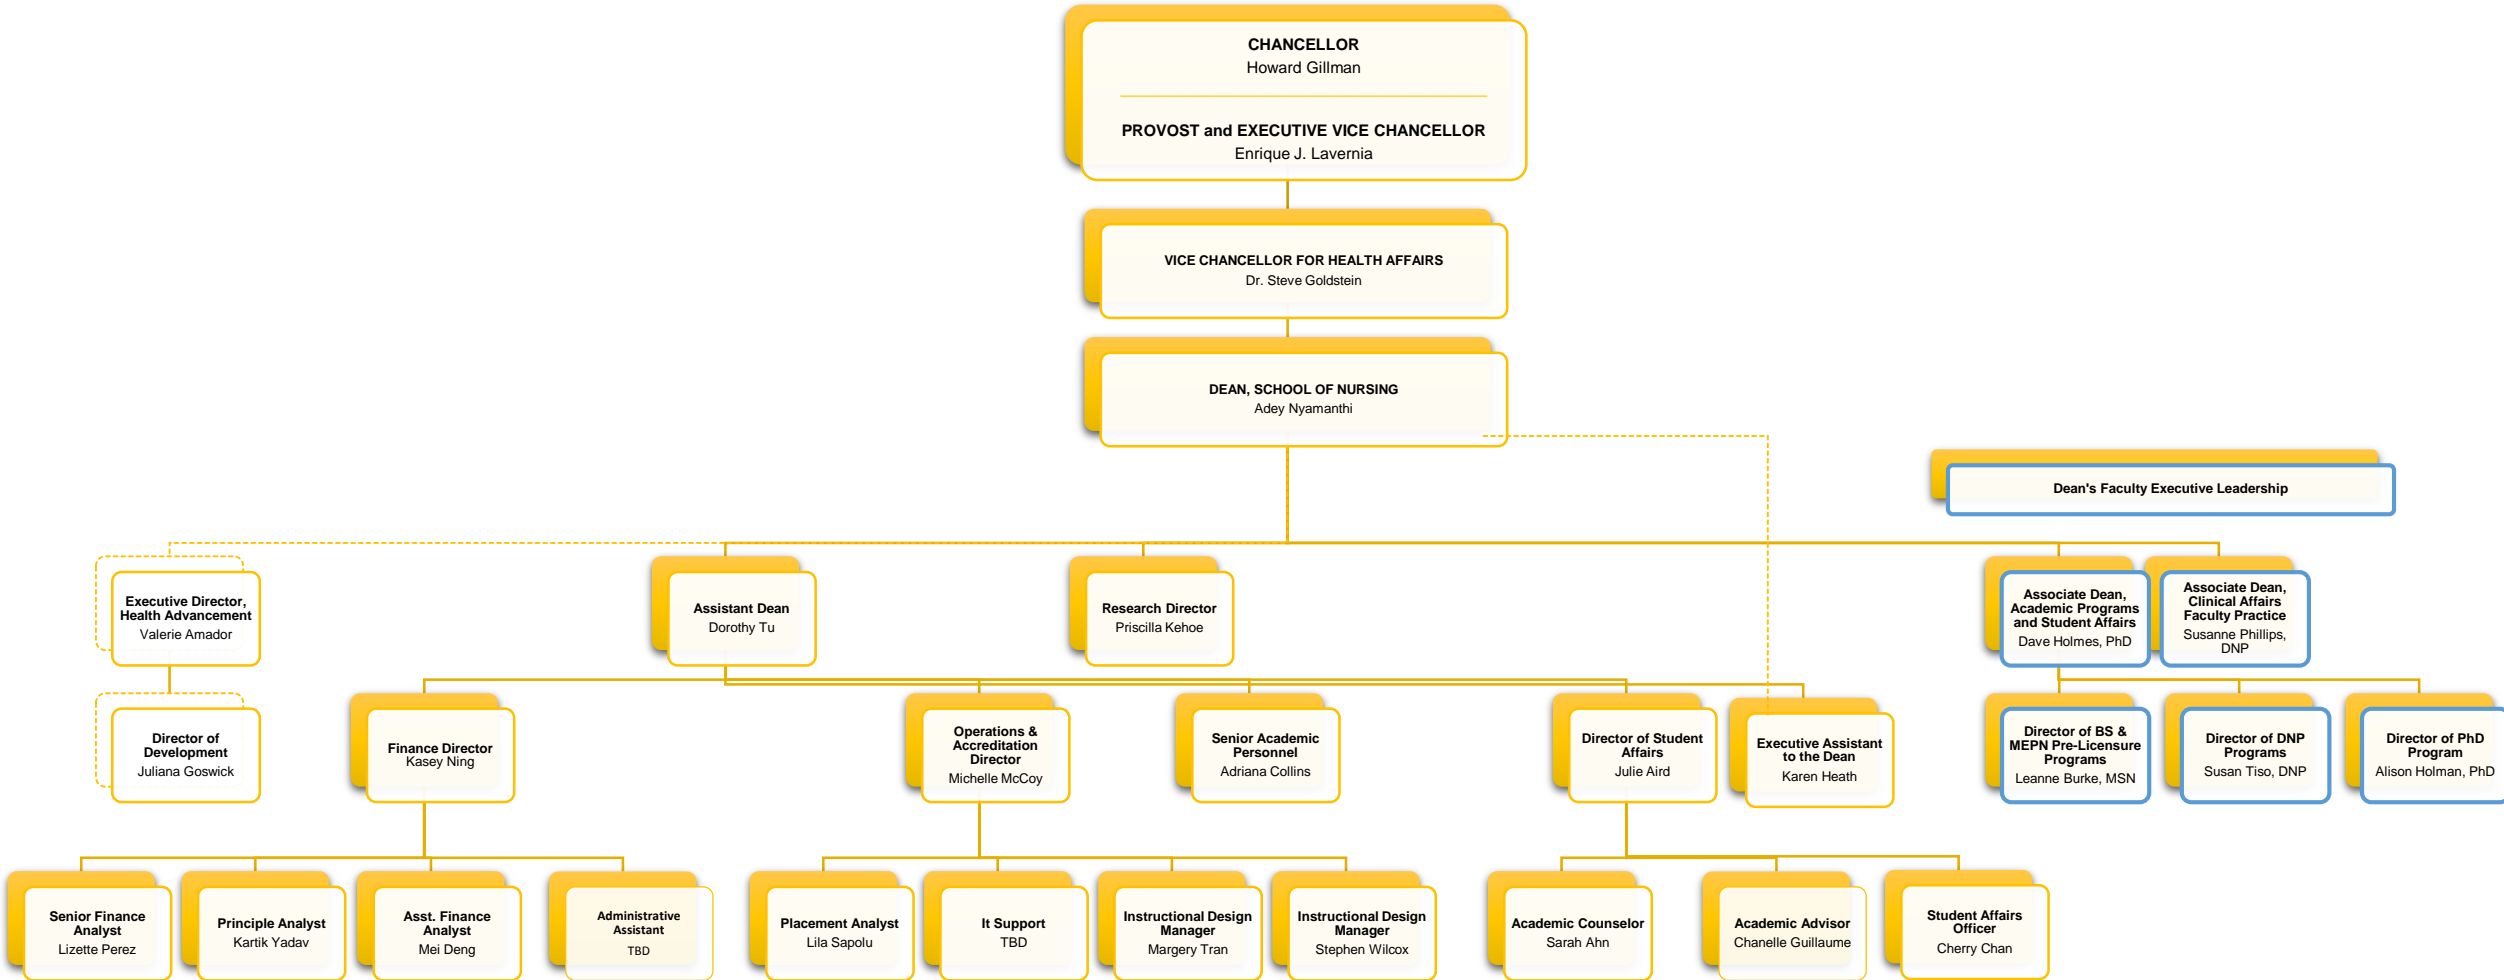 CHANCELLOR
Howard Gillman
PROVOST and EXECUTIVE VICE CHANCELLOR
Enrique J. Lavernia
VICE CHANCELLOR FOR HEALTH AFFAIRS
Dr. Steve Goldstein
DEAN, SCHOOL OF NURSING
Adey Nyamanthi
Dean's Faculty Executive Leadership
Executive Director,
Health Advancement
Valerie Amador
Assistant Dean
Dorothy Tu
Research Director
Priscilla Kehoe
Associate Dean,
Academic Programs
and Student Affairs
Dave Holmes, PhD
Associate Dean,
Clinical Affairs
Faculty Practice
Susanne Phillips,
DNP
Director of
Development
Juliana Goswick
Finance Director
Kasey Ning
Operations &
Accreditation
Director
Michelle McCoy
Senior Academic
Personnel
Adriana Collins
Director of Student
Affairs
Julie Aird
Executive Assistant
to the Dean
Karen Heath
Director of BS &
MEPN Pre-Licensure
Programs
Leanne Burke, MSN
Director of DNP
Programs
Susan Tiso, DNP
Director of PhD
Program
Alison Holman, PhD
Senior Finance
Analyst
Lizette Perez
Principle Analyst
Kartik Yadav
Asst. Finance
Analyst
Mei Deng
Administrative
Assistant
TBD
Placement Analyst
Lila Sapolu
It Support
TBD
Instructional Design
Manager
Margery Tran
Instructional Design
Manager
Stephen Wilcox
Academic Counselor
Sarah Ahn
Academic Advisor
Chanelle Guillaume
Student Affairs
Officer
Cherry Chan